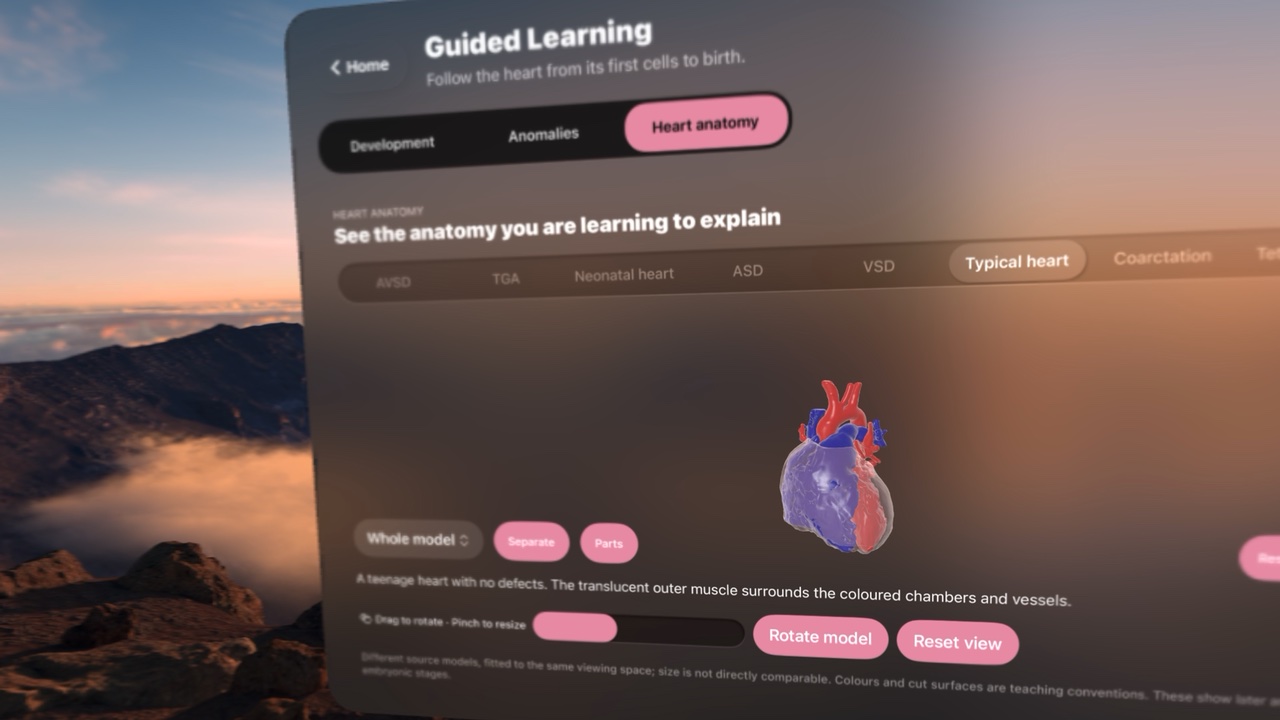 Home
Guided Learning
Follow the heart from its first cells to birth.
Development
Anomalies
Heart anatomy
HEART ANATOMY
See the anatomy you are learning to explain
AVSD
TGA
Neonatal heart
ASD
VSD
Typical heart
Coarctation
Whole model
Separate
Parts
A teenage heart with no defects. The translucent outer muscle surrounds the coloured chambers and vessels.
Drag to rotate · Pinch to resize
Rotate model
Reset view
Different source models, fitted to the same viewing space; size is not directly comparable. Colours and cut surfaces are teaching conventions. These show later
embryonic stages.